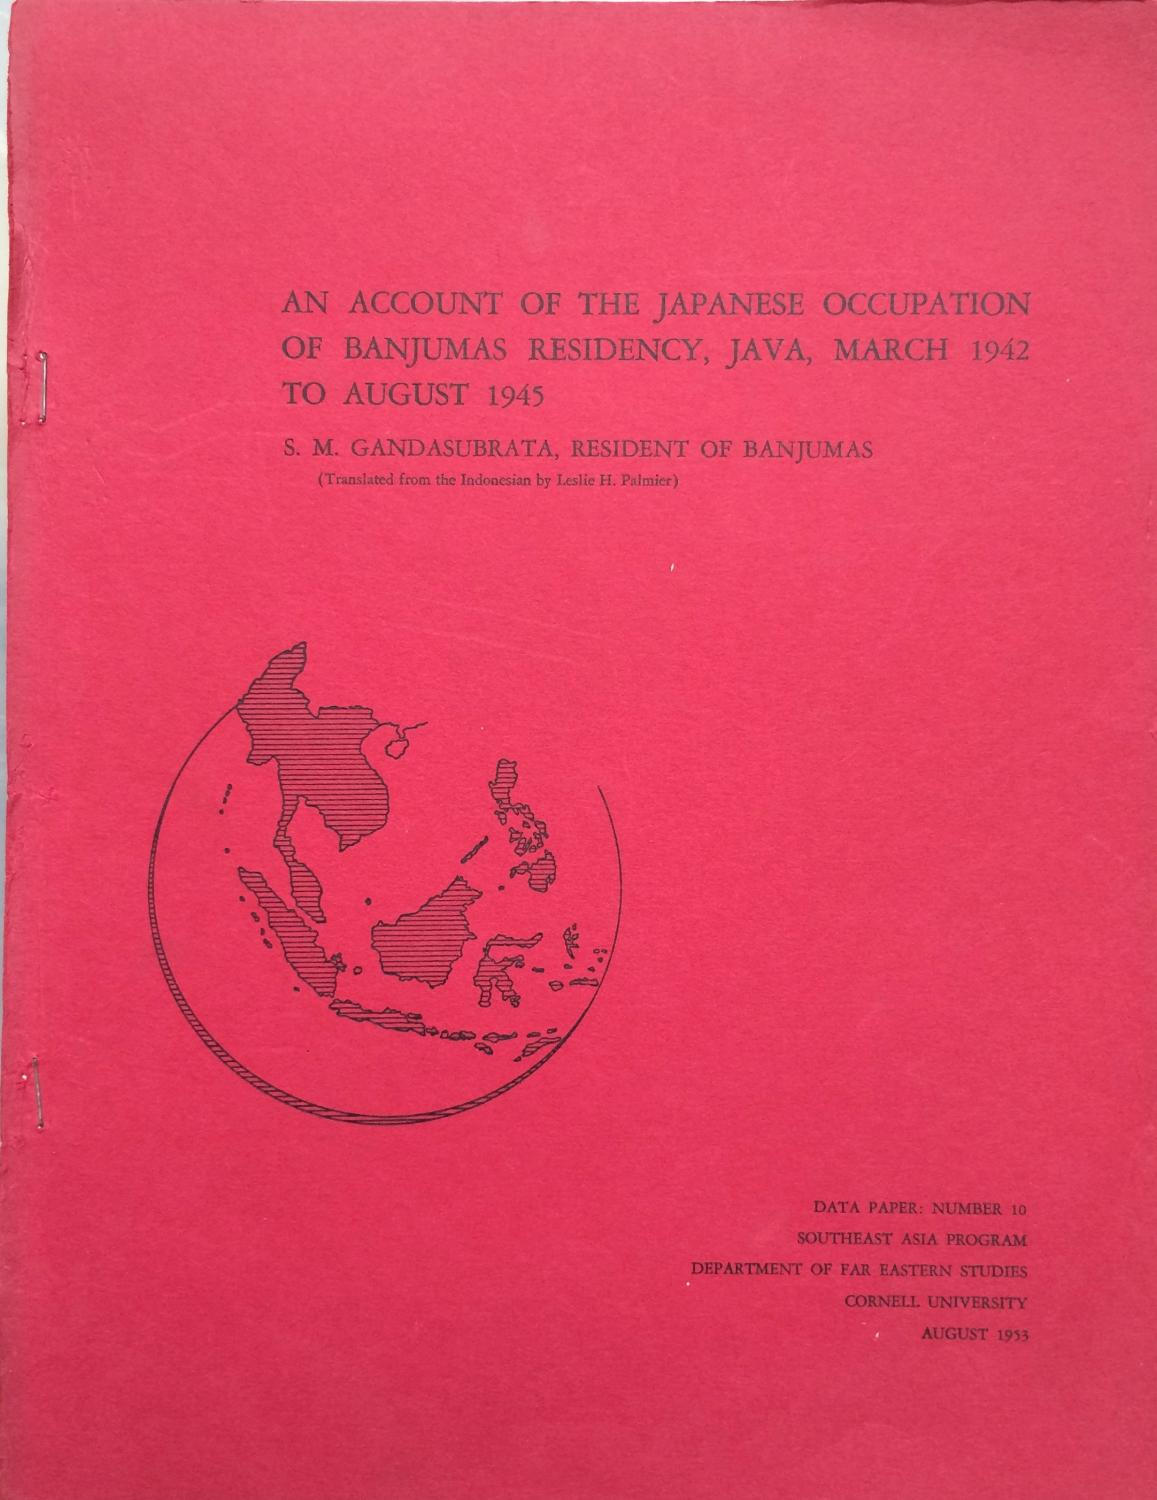 AN ACCOUNT OF THE JAPANESE OCCUPATION
OF BANJUMAS RESIDENCY, JAVA, MARCH 1942
TO AUGUST 1945
S. M. GANDASUBRATA, RESIDENT OF BANJUMAS
(Translated from the Indonesian by Leslie H. Palmier)
DATA PAPER: NUMBER 10
SOUTHEAST ASIA PROGRAM
DEPARTMENT OF FAR EASTERN STUDIES
CORNELL UNIVERSITY
AUGUST 1953